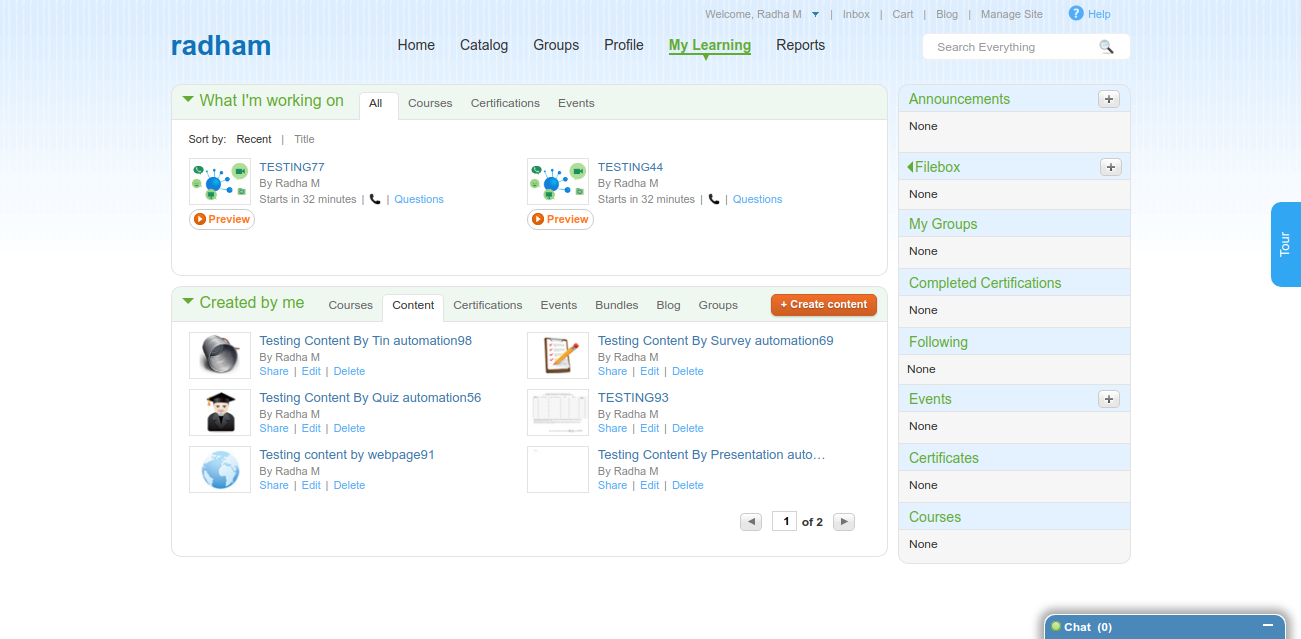 Welcome, Radha M | Inbox | Cart | Blog | Manage Site ? Help
radham
Home Catalog Groups Profile My Learning Reports
Search Everything
What I'm working on All Courses Certifications Events
Sort by: Recent | Title
TESTING77
By Radha M
Starts in 32 minutes | | Questions
Preview
TESTING44
By Radha M
Starts in 32 minutes | | Questions
Preview
Created by me Courses Content Certifications Events Bundles Blog Groups + Create content
Testing Content By Tin automation98
By Radha M
Share | Edit | Delete
Testing Content By Survey automation69
By Radha M
Share | Edit | Delete
Testing Content By Quiz automation56
By Radha M
Share | Edit | Delete
TESTING93
By Radha M
Share | Edit | Delete
Testing content by webpage91
By Radha M
Share | Edit | Delete
Testing Content By Presentation auto…
By Radha M
Share | Edit | Delete
1 of 2
Announcements +
None
Filebox +
None
My Groups
None
Completed Certifications
None
Following
None
Events +
None
Certificates
None
Courses
None
Tour
Chat (0)